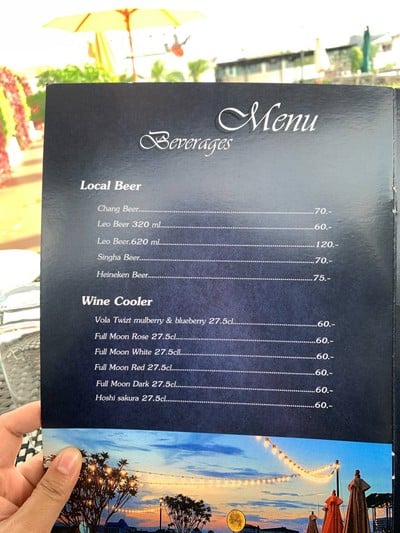 Menu
Beverages
Local Beer
Chang Beer..........................................................................70.-
Leo Beer 320 ml..................................................................60.-
Leo Beer.620 ml..................................................................120.-
Singha Beer.........................................................................70.-
Heineken Beer.....................................................................75.-
Wine Cooler
Vola Twizt mulberry & blueberry 27.5cl..............................60.-
Full Moon Rose 27.5cl.........................................................60.-
Full Moon White 27.5cll.......................................................60.-
Full Moon Red 27.5cl...........................................................60.-
Full Moon Dark 27.5cl..........................................................60.-
Hoshi sakura 27.5cl..............................................................60.-